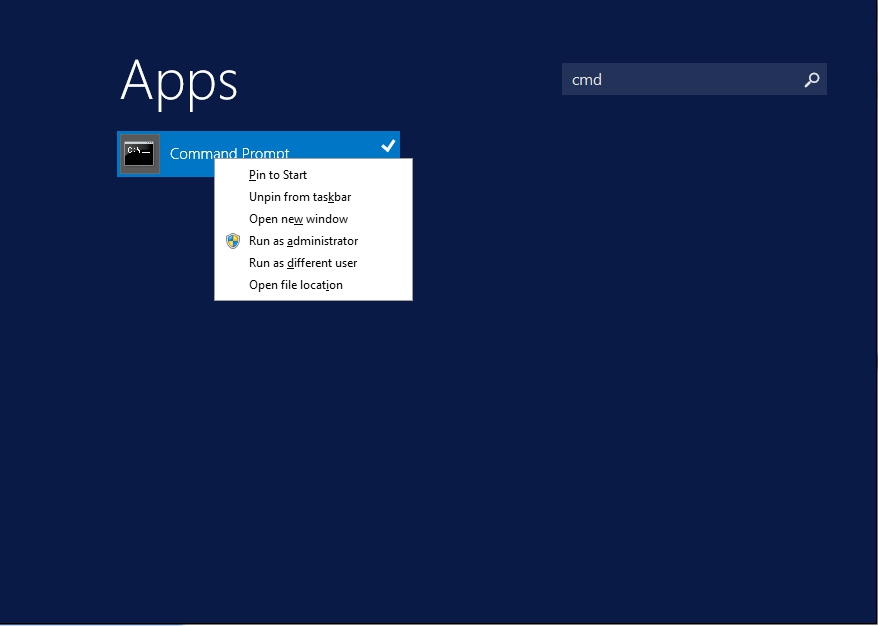 Apps
cmd
Command Prompt
Pin to Start
Unpin from taskbar
Open new window
Run as administrator
Run as different user
Open file location